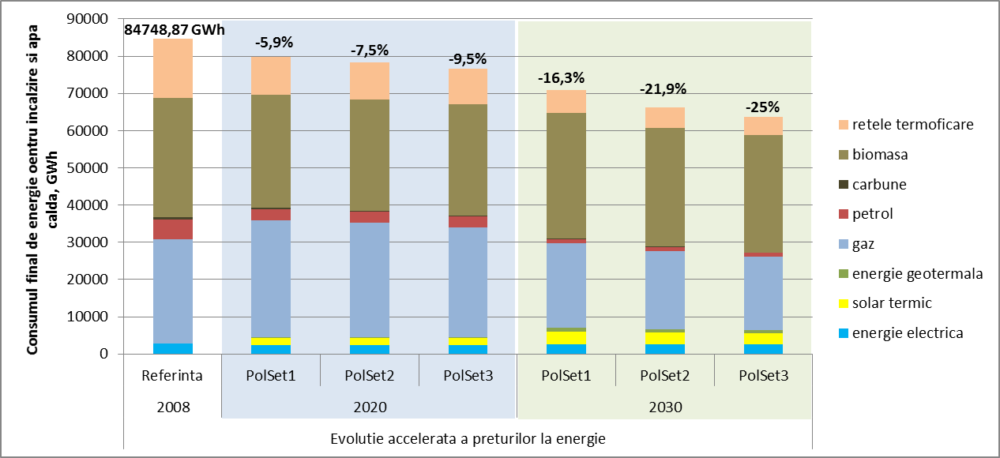 Consumul final de energie oentru incalzire si apa
calda, GWh
90000
80000
70000
60000
50000
40000
30000
20000
10000
0
84748,87 GWh
-5,9%
-7,5%
-9,5%
-16,3%
-21,9%
-25%
retele termoficare
biomasa
carbune
petrol
gaz
energie geotermala
solar termic
energie electrica
Referinta PolSet1 PolSet2 PolSet3 PolSet1 PolSet2 PolSet3
2008 2020 2030
Evolutie accelerata a preturilor la energie